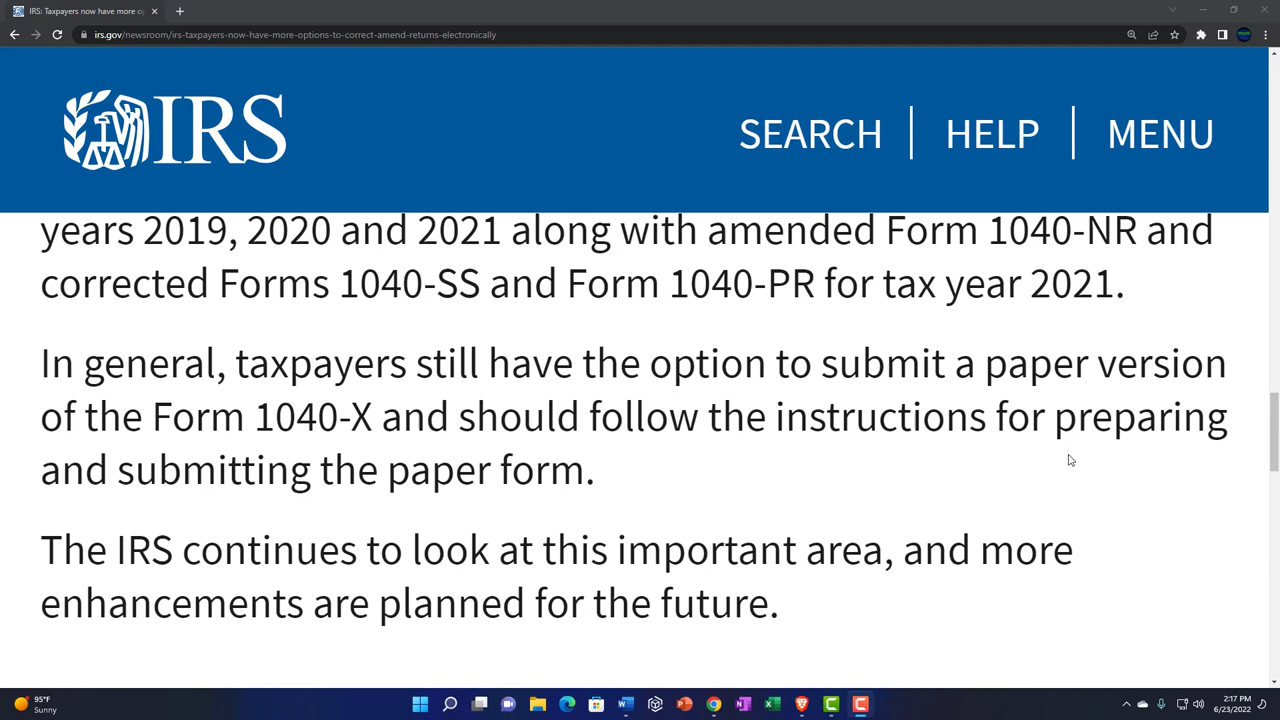 IRS: Taxpayers now have more o
irs.gov/newsroom/irs-taxpayers-now-have-more-options-to-correct-amend-returns-electronically
IRS
SEARCH | HELP | MENU
years 2019, 2020 and 2021 along with amended Form 1040-NR and
corrected Forms 1040-SS and Form 1040-PR for tax year 2021.
In general, taxpayers still have the option to submit a paper version
of the Form 1040-X and should follow the instructions for preparing
and submitting the paper form.
The IRS continues to look at this important area, and more
enhancements are planned for the future.
95°F
Sunny
2:17 PM
6/23/2022